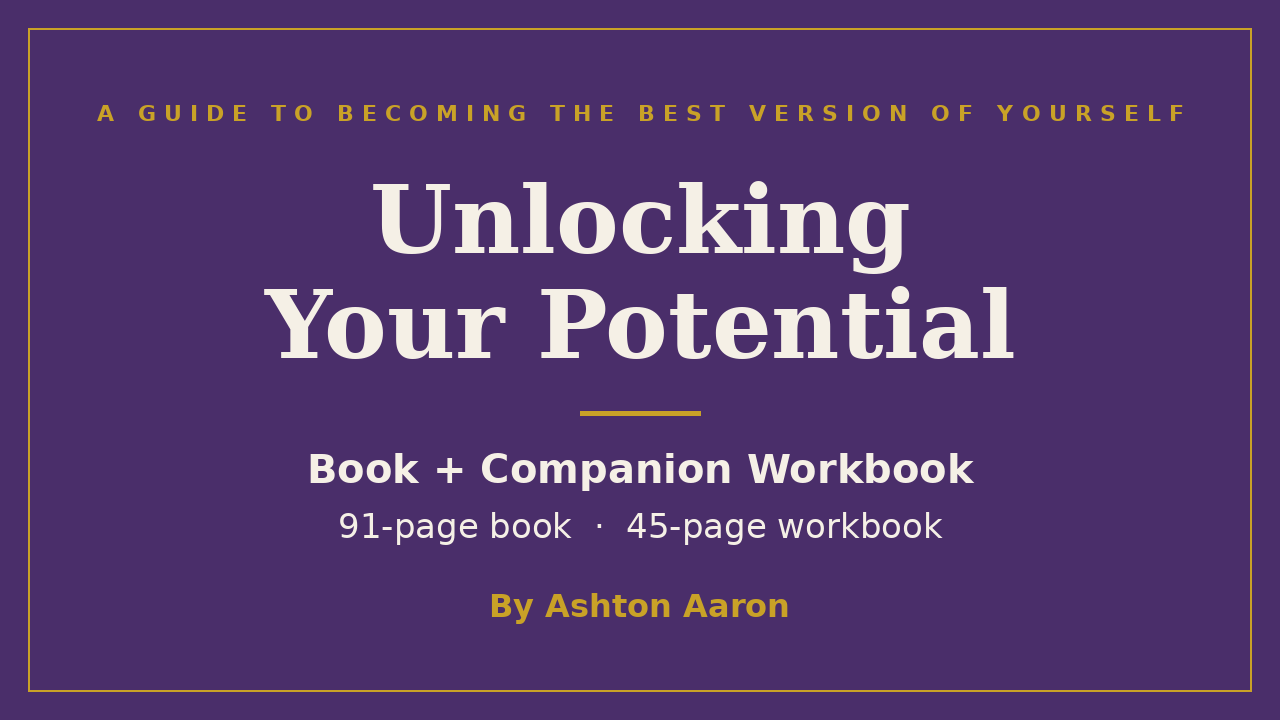 A GUIDE TO BECOMING THE BEST VERSION OF YOURSELF
Unlocking
Your Potential
Book + Companion Workbook
91-page book · 45-page workbook
By Ashton Aaron